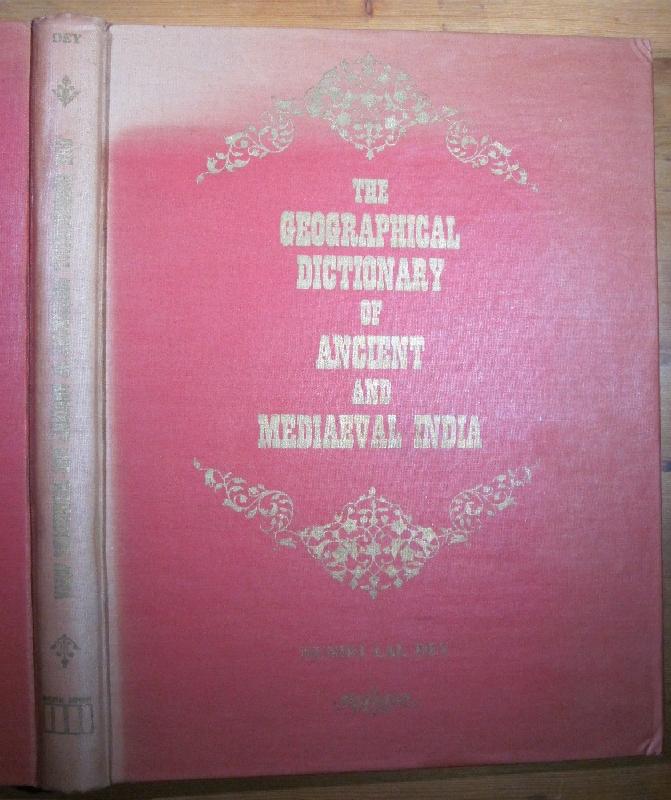 DEY
THE
GEOGRAPHICAL
DICTIONARY
OF
ANCIENT
AND
MEDIAEVAL INDIA
LAL DEY